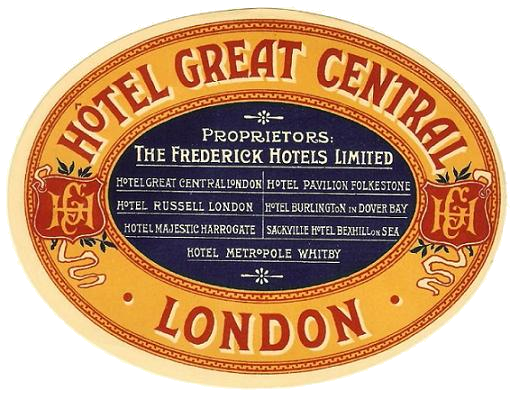 HÔTEL GREAT CENTRAL
PROPRIETORS:
THE FREDERICK HOTELS LIMITED
HOTEL GREAT CENTRAL LONDON
HOTEL PAVILION FOLKESTONE
HOTEL RUSSELL LONDON
HOTEL BURLINGTON IN DOVER BAY
HOTEL MAJESTIC HARROGATE
SACKVILLE HOTEL BEXHILL ON SEA
HOTEL METROPOLE WHITBY
LONDON